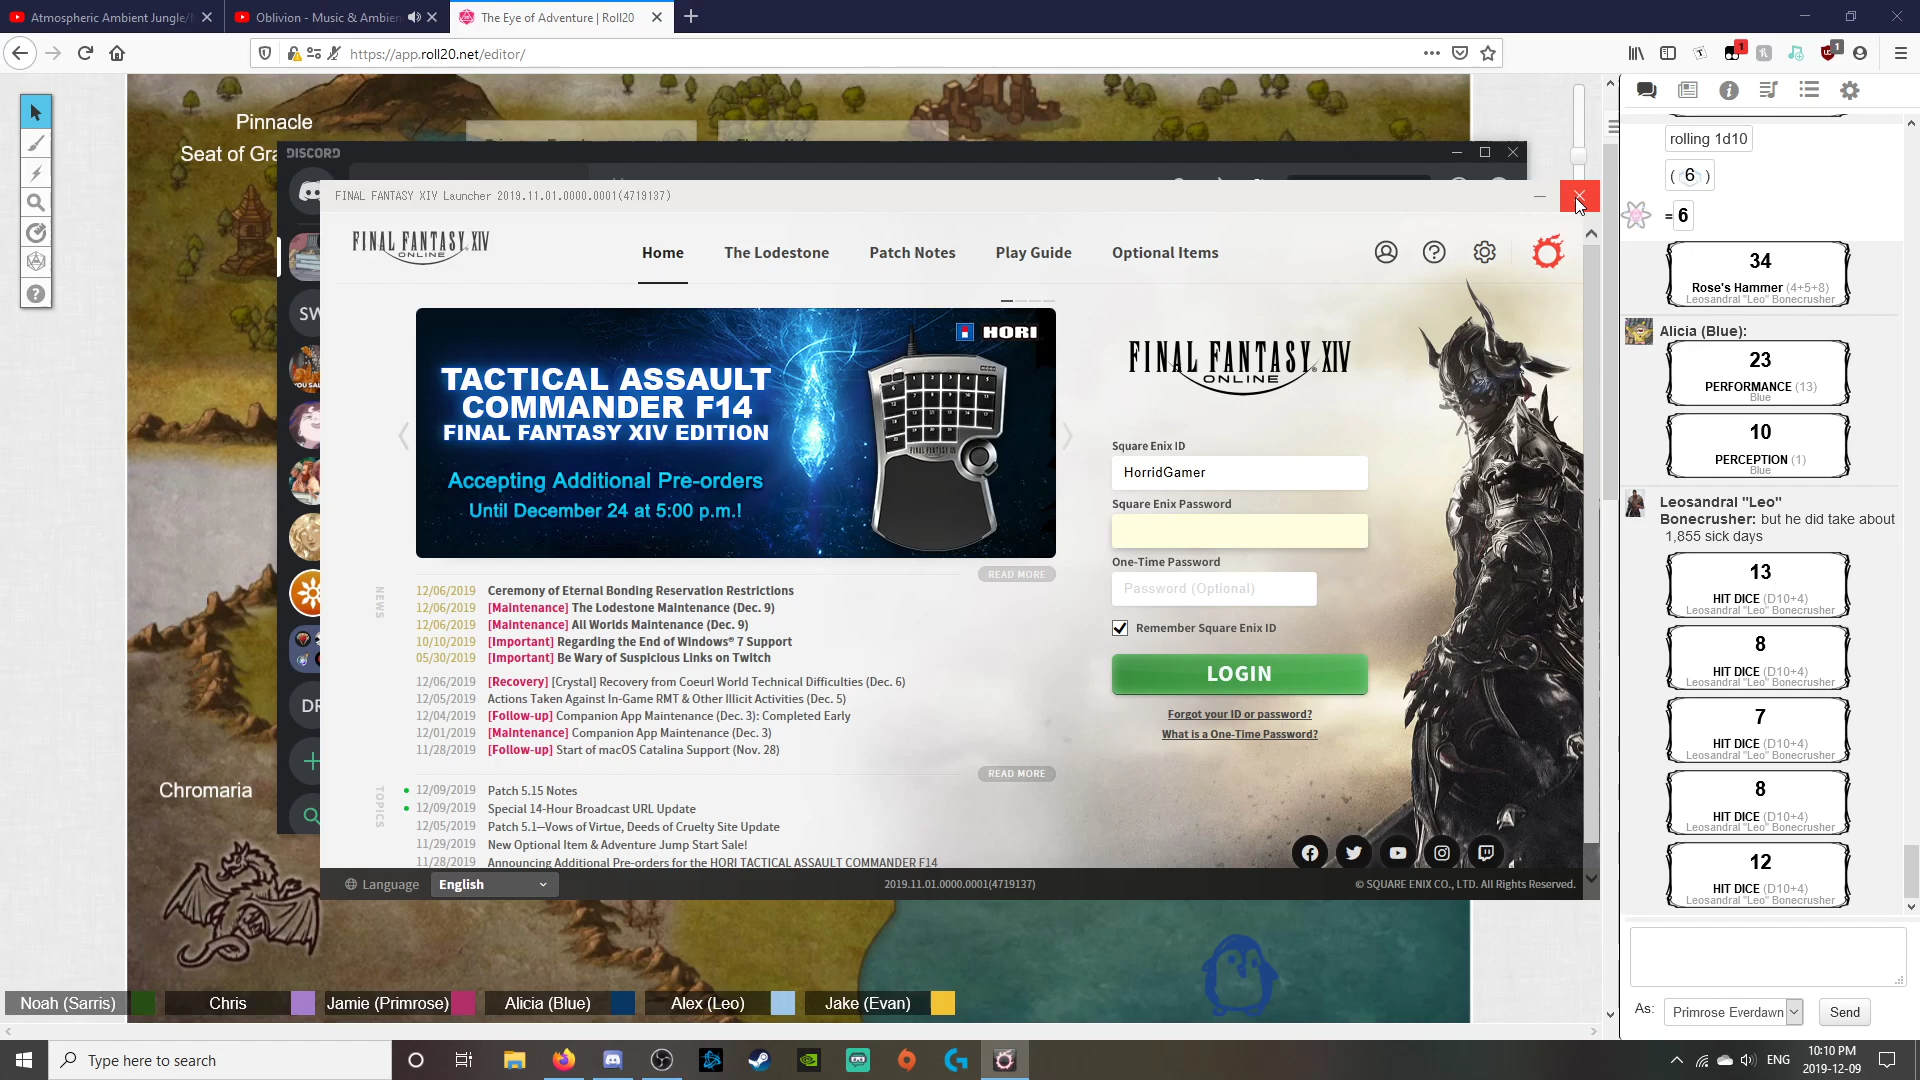 Atmospheric Ambient Jungle/
Oblivion - Music & Ambien
The Eye of Adventure | Roll20
https://app.roll20.net/editor/
1
1
Pinnacle
Seat of Gra
DISCORD
FINAL FANTASY XIV Launcher 2019.11.01.0000.0001(4719137)
FINAL FANTASY XIV
ONLINE
Home
The Lodestone
Patch Notes
Play Guide
Optional Items
SW
DR
HORI
TACTICAL ASSAULT
COMMANDER F14
FINAL FANTASY XIV EDITION
Accepting Additional Pre-orders
Until December 24 at 5:00 p.m.!
READ MORE
NEWS
12/06/2019 Ceremony of Eternal Bonding Reservation Restrictions
12/06/2019 [Maintenance] The Lodestone Maintenance (Dec. 9)
12/06/2019 [Maintenance] All Worlds Maintenance (Dec. 9)
10/10/2019 [Important] Regarding the End of Windows® 7 Support
05/30/2019 [Important] Be Wary of Suspicious Links on Twitch
12/06/2019 [Recovery] [Crystal] Recovery from Coeurl World Technical Difficulties (Dec. 6)
12/05/2019 Actions Taken Against In-Game RMT & Other Illicit Activities (Dec. 5)
12/04/2019 [Follow-up] Companion App Maintenance (Dec. 3): Completed Early
12/01/2019 [Maintenance] Companion App Maintenance (Dec. 3)
11/28/2019 [Follow-up] Start of macOS Catalina Support (Nov. 28)
READ MORE
TOPICS
12/09/2019 Patch 5.15 Notes
12/09/2019 Special 14-Hour Broadcast URL Update
12/05/2019 Patch 5.1—Vows of Virtue, Deeds of Cruelty Site Update
11/29/2019 New Optional Item & Adventure Jump Start Sale!
11/28/2019 Announcing Additional Pre-orders for the HORI TACTICAL ASSAULT COMMANDER F14
FINAL FANTASY XIV
ONLINE
Square Enix ID
HorridGamer
Square Enix Password
One-Time Password
Password (Optional)
Remember Square Enix ID
LOGIN
Forgot your ID or password?
What is a One-Time Password?
Language English
2019.11.01.0000.0001(4719137)
© SQUARE ENIX CO., LTD. All Rights Reserved.
Chromaria
rolling 1d10
( 6 )
= 6
34
Rose's Hammer (4+5+8)
Leosandral "Leo" Bonecrusher
Alicia (Blue):
23
PERFORMANCE (13)
Blue
10
PERCEPTION (1)
Blue
Leosandral "Leo"
Bonecrusher: but he did take about
1,855 sick days
13
HIT DICE (D10+4)
Leosandral "Leo" Bonecrusher
8
HIT DICE (D10+4)
Leosandral "Leo" Bonecrusher
7
HIT DICE (D10+4)
Leosandral "Leo" Bonecrusher
8
HIT DICE (D10+4)
Leosandral "Leo" Bonecrusher
12
HIT DICE (D10+4)
Leosandral "Leo" Bonecrusher
As: Primrose Everdawn Send
Noah (Sarris)
Chris
Jamie (Primrose)
Alicia (Blue)
Alex (Leo)
Jake (Evan)
Type here to search
ENG
10:10 PM
2019-12-09